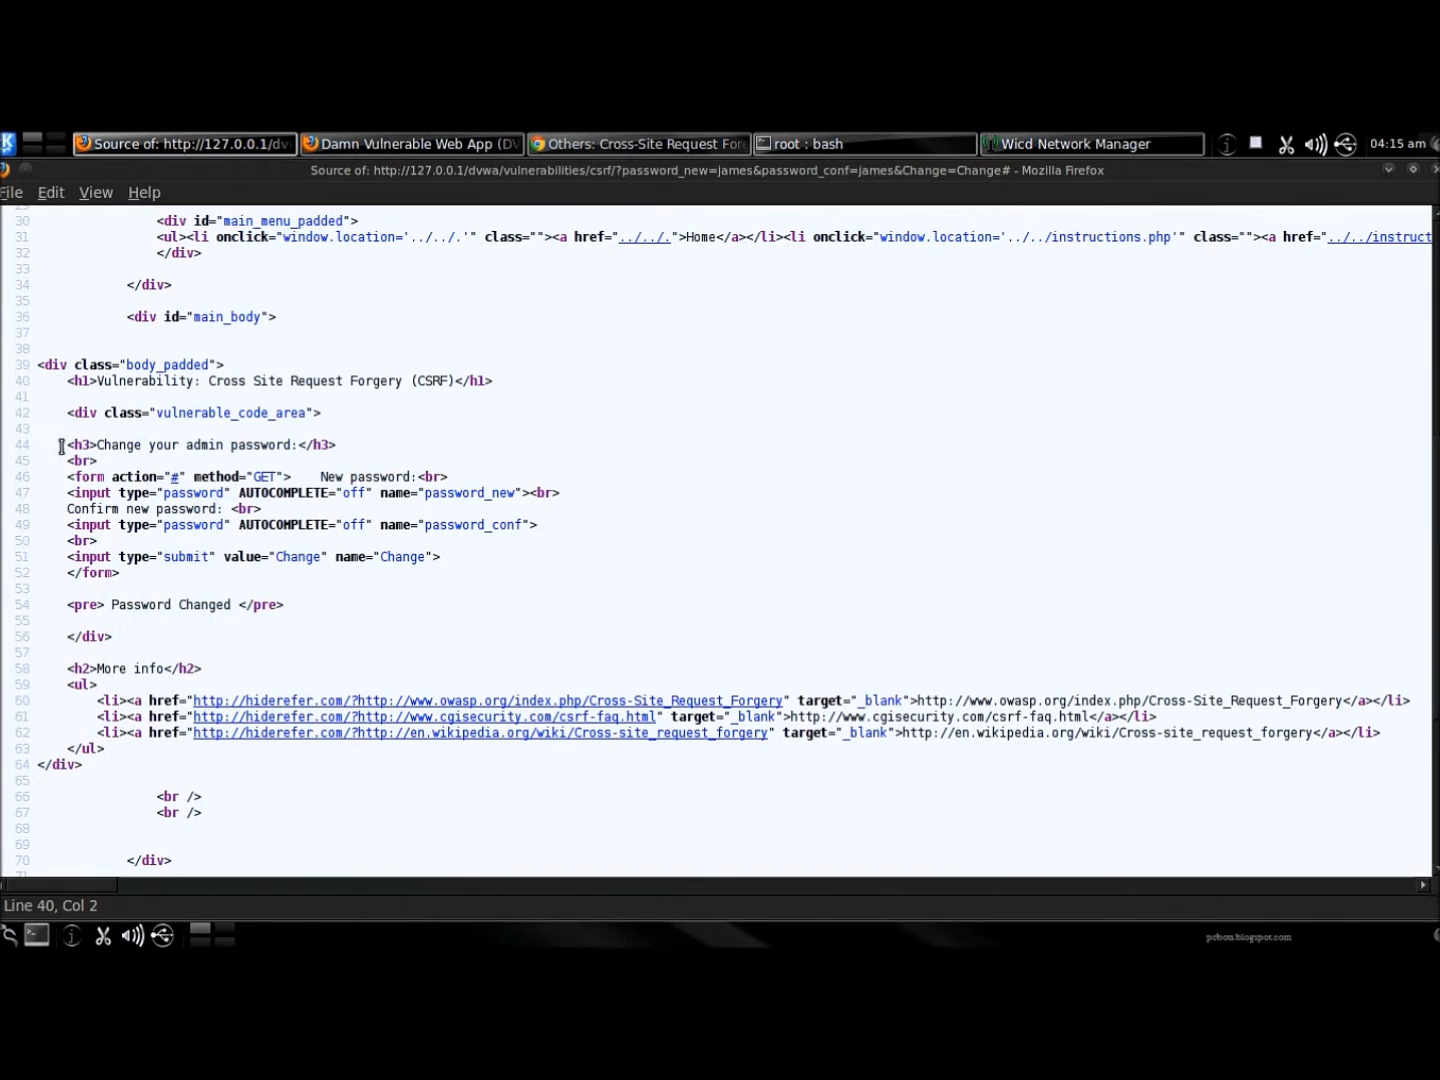 Source of: http://127.0.0.1/dv
Damn Vulnerable Web App (DV
Others: Cross-Site Request For
root : bash
Wicd Network Manager
04:15 am
Source of: http://127.0.0.1/dvwa/vulnerabilities/csrf/?password_new=james&password_conf=james&Change=Change# - Mozilla Firefox
File Edit View Help
30 <div id="main_menu_padded">
31 <ul><li onclick="window.location='../../.'" class=""><a href="../../.">Home</a></li><li onclick="window.location='../../instructions.php'" class=""><a href="../../instruct
32 </div>
33
34 </div>
35
36 <div id="main_body">
37
38
39 <div class="body_padded">
40 <h1>Vulnerability: Cross Site Request Forgery (CSRF)</h1>
41
42 <div class="vulnerable_code_area">
43
44 <h3>Change your admin password:</h3>
45 <br>
46 <form action="#" method="GET"> New password:<br>
47 <input type="password" AUTOCOMPLETE="off" name="password_new"><br>
48 Confirm new password: <br>
49 <input type="password" AUTOCOMPLETE="off" name="password_conf">
50 <br>
51 <input type="submit" value="Change" name="Change">
52 </form>
53
54 <pre> Password Changed </pre>
55
56 </div>
57
58 <h2>More info</h2>
59 <ul>
60 <li><a href="http://hiderefer.com/?http://www.owasp.org/index.php/Cross-Site_Request_Forgery" target="_blank">http://www.owasp.org/index.php/Cross-Site_Request_Forgery</a></li>
61 <li><a href="http://hiderefer.com/?http://www.cgisecurity.com/csrf-faq.html" target="_blank">http://www.cgisecurity.com/csrf-faq.html</a></li>
62 <li><a href="http://hiderefer.com/?http://en.wikipedia.org/wiki/Cross-site_request_forgery" target="_blank">http://en.wikipedia.org/wiki/Cross-site_request_forgery</a></li>
63 </ul>
64 </div>
65
66 <br />
67 <br />
68
69
70 </div>
Line 40, Col 2
pcbon.blogspot.com